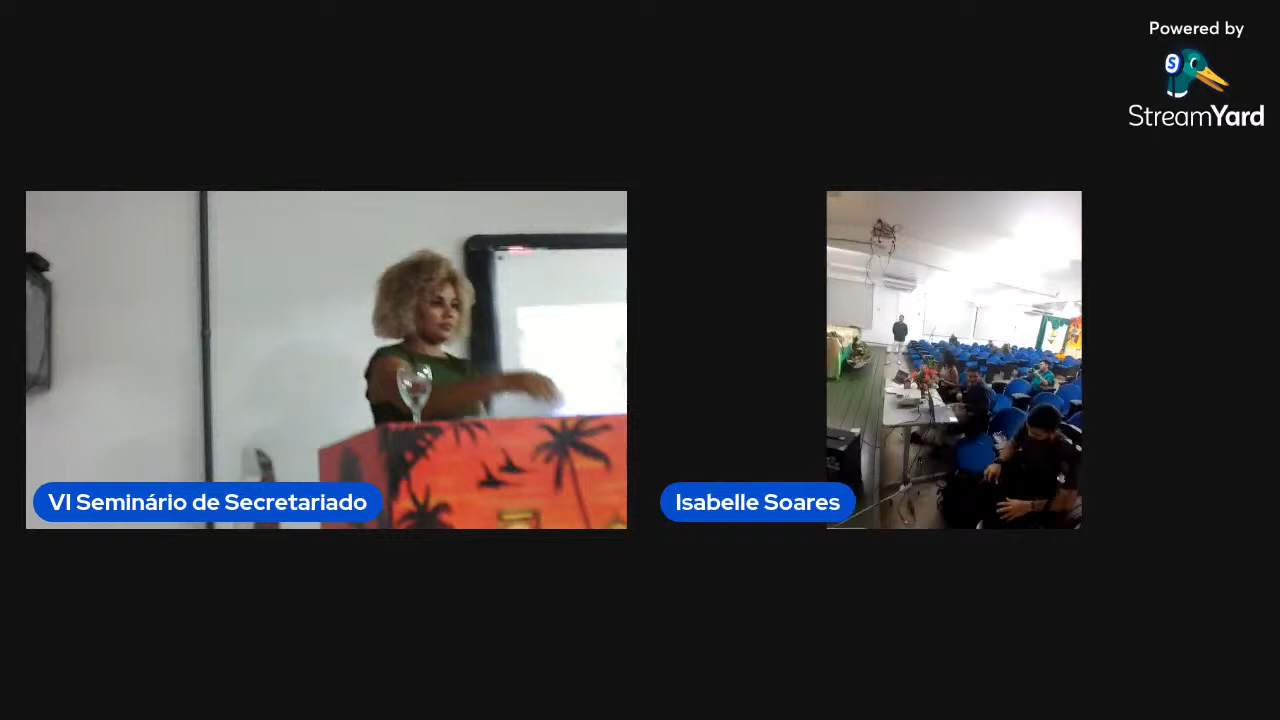 Powered by
S
StreamYard
VI Seminário de Secretariado
Isabelle Soares